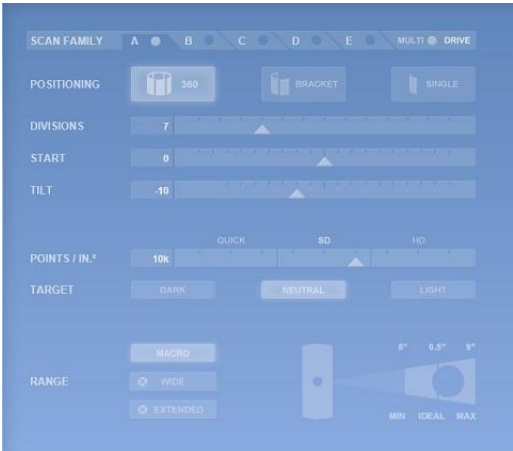 SCAN FAMILY A B C D E MULTI DRIVE
POSITIONING 360 BRACKET SINGLE
DIVISIONS 7
START 0
TILT -10
QUICK SD HD
POINTS / IN.² 10k
TARGET DARK NEUTRAL LIGHT
5" 6.5" 9"
MACRO
RANGE WIDE
EXTENDED
MIN IDEAL MAX